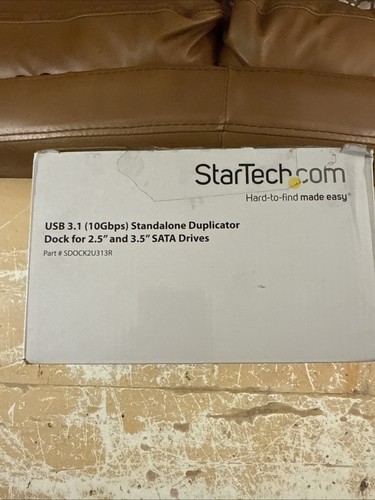 StarTech.com
Hard-to-find made easy®
USB 3.1 (10Gbps) Standalone Duplicator
Dock for 2.5" and 3.5" SATA Drives
Part # SDOCK2U313R